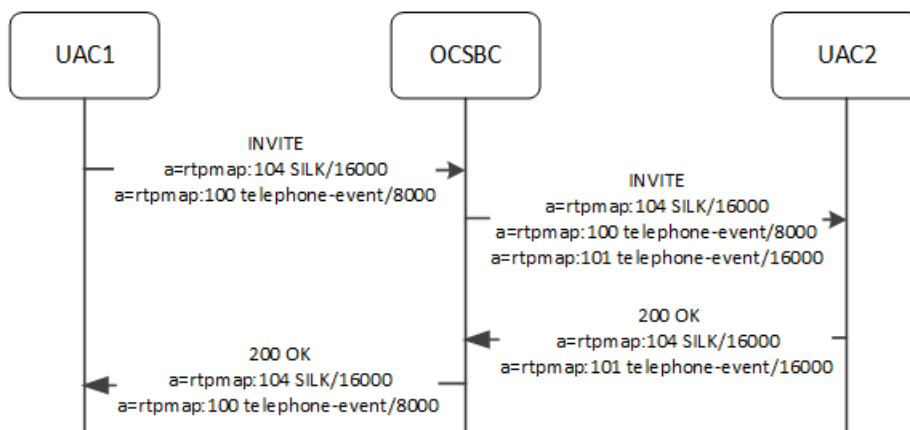 UAC1
OCSBC
UAC2
INVITE
a=rtpmap:104 SILK/16000
a=rtpmap:100 telephone-event/8000
INVITE
a=rtpmap:104 SILK/16000
a=rtpmap:100 telephone-event/8000
a=rtpmap:101 telephone-event/16000
200 OK
a=rtpmap:104 SILK/16000
a=rtpmap:101 telephone-event/16000
200 OK
a=rtpmap:104 SILK/16000
a=rtpmap:100 telephone-event/8000